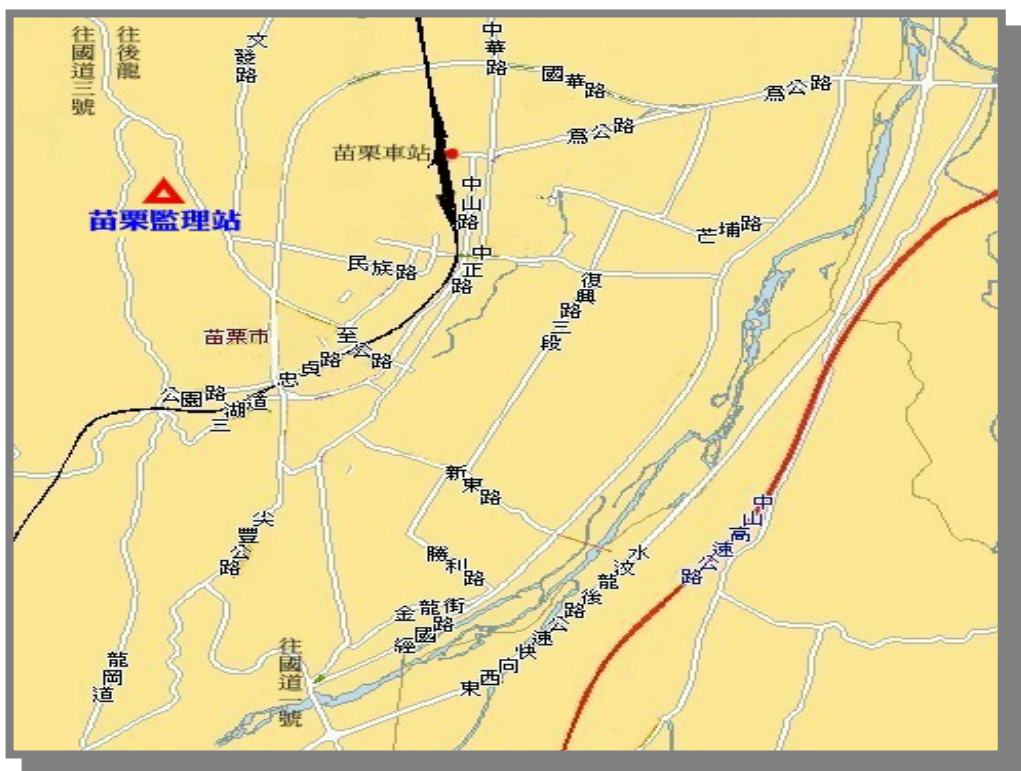 往國道三號
往後龍
文發路
中華路
國華路
為公路
為公路
苗栗車站
中山路
苗栗監理站
芒埔路
民族路
中正路
復興路三段
苗栗市
至公路
忠貞路
公園路
三湖道
新東路
尖豐公路
中山高速公路
勝利路
金龍街
經國路
東西向快速公路後龍汶水
往國道一號
龍岡道